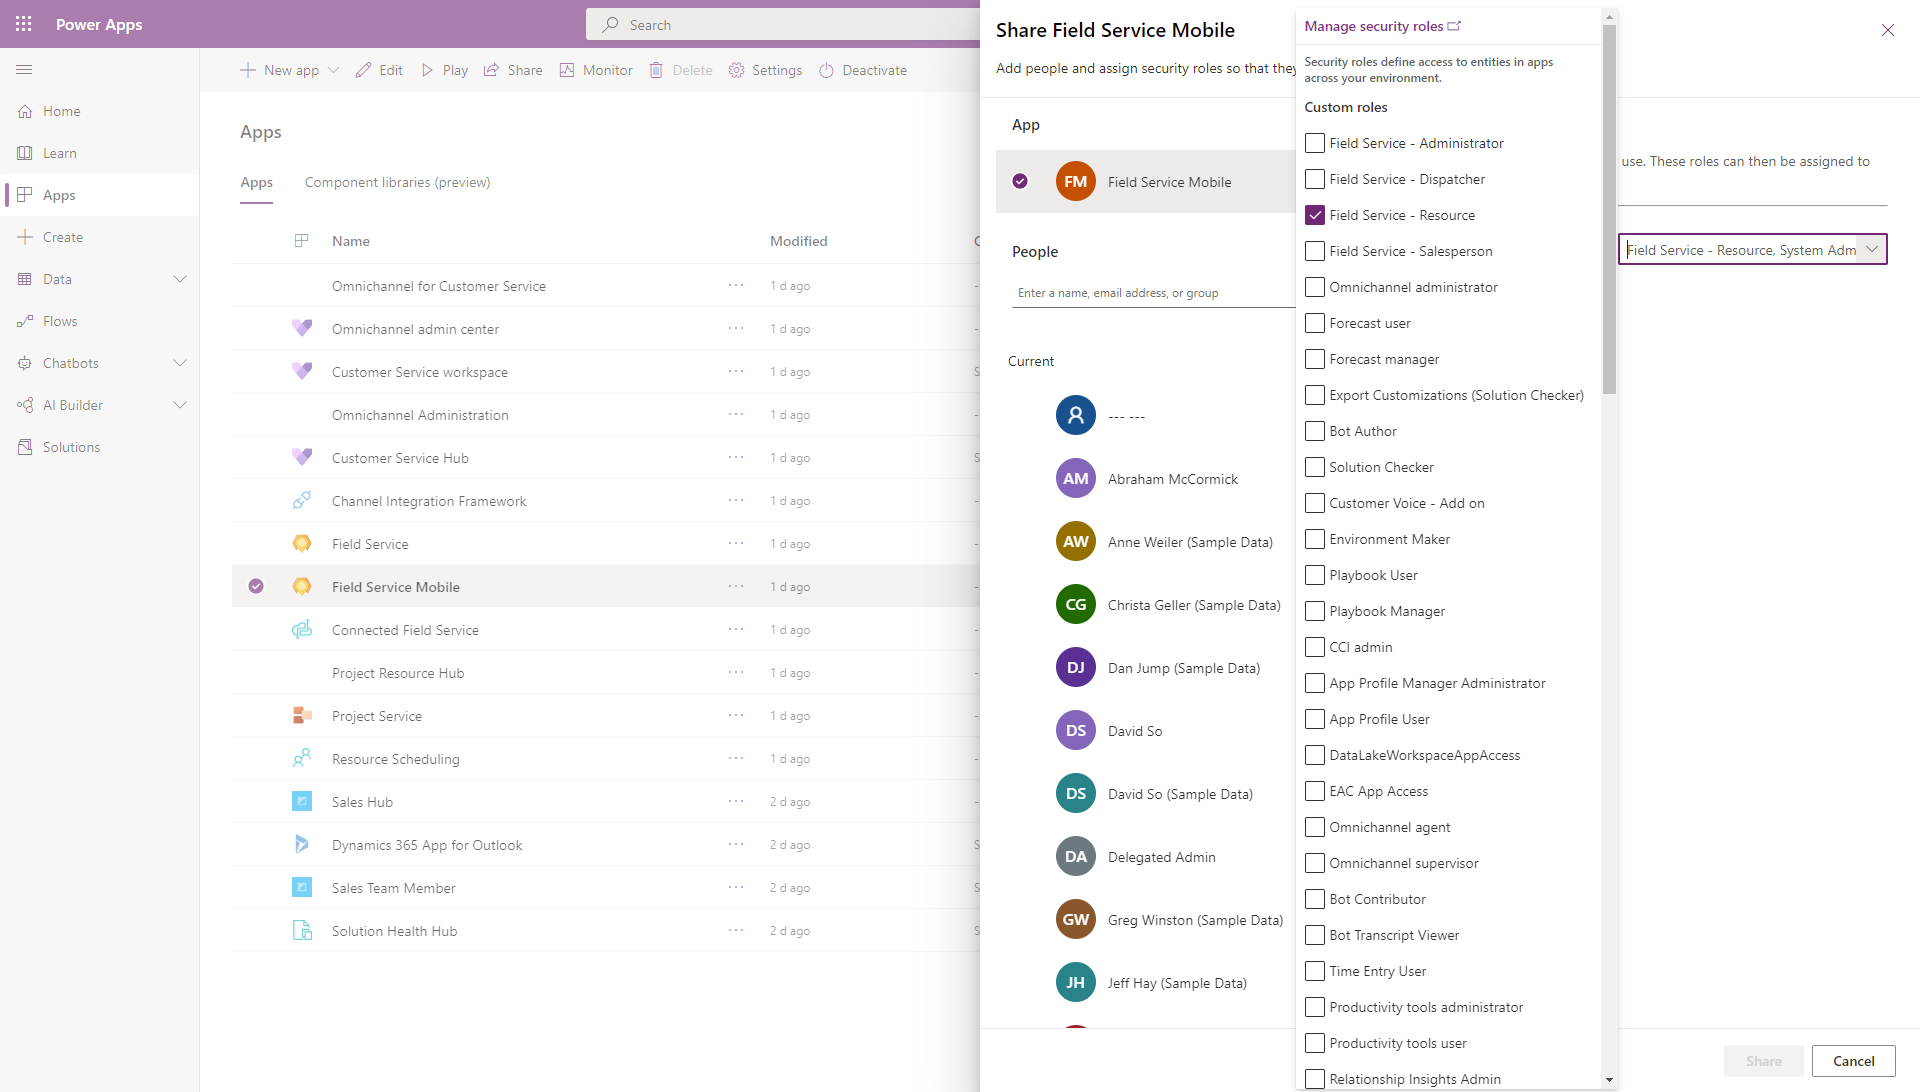 Power Apps
Search
Home
Learn
Apps
Create
Data
Flows
Chatbots
AI Builder
Solutions
New app
Edit
Play
Share
Monitor
Delete
Settings
Deactivate
Apps
Apps
Component libraries (preview)
Name
Modified
Omnichannel for Customer Service ··· 1 d ago -
Omnichannel admin center ··· 1 d ago -
Customer Service workspace ··· 1 d ago S
Omnichannel Administration ··· 1 d ago -
Customer Service Hub ··· 1 d ago S
Channel Integration Framework ··· 1 d ago -
Field Service ··· 1 d ago -
Field Service Mobile ··· 1 d ago -
Connected Field Service ··· 1 d ago -
Project Resource Hub ··· 1 d ago -
Project Service ··· 1 d ago -
Resource Scheduling ··· 1 d ago -
Sales Hub ··· 2 d ago -
Dynamics 365 App for Outlook ··· 2 d ago S
Sales Team Member ··· 2 d ago S
Solution Health Hub ··· 2 d ago S
Share Field Service Mobile
Add people and assign security roles so that they
App
FM Field Service Mobile
People
Enter a name, email address, or group
Current
--- ---
AM Abraham McCormick
AW Anne Weiler (Sample Data)
CG Christa Geller (Sample Data)
DJ Dan Jump (Sample Data)
DS David So
DS David So (Sample Data)
DA Delegated Admin
GW Greg Winston (Sample Data)
JH Jeff Hay (Sample Data)
Manage security roles
Security roles define access to entities in apps
across your environment.
Custom roles
Field Service - Administrator
Field Service - Dispatcher
Field Service - Resource
Field Service - Salesperson
Omnichannel administrator
Forecast user
Forecast manager
Export Customizations (Solution Checker)
Bot Author
Solution Checker
Customer Voice - Add on
Environment Maker
Playbook User
Playbook Manager
CCI admin
App Profile Manager Administrator
App Profile User
DataLakeWorkspaceAppAccess
EAC App Access
Omnichannel agent
Omnichannel supervisor
Bot Contributor
Bot Transcript Viewer
Time Entry User
Productivity tools administrator
Productivity tools user
Relationship Insights Admin
use. These roles can then be assigned to
Field Service - Resource, System Adm
Share
Cancel